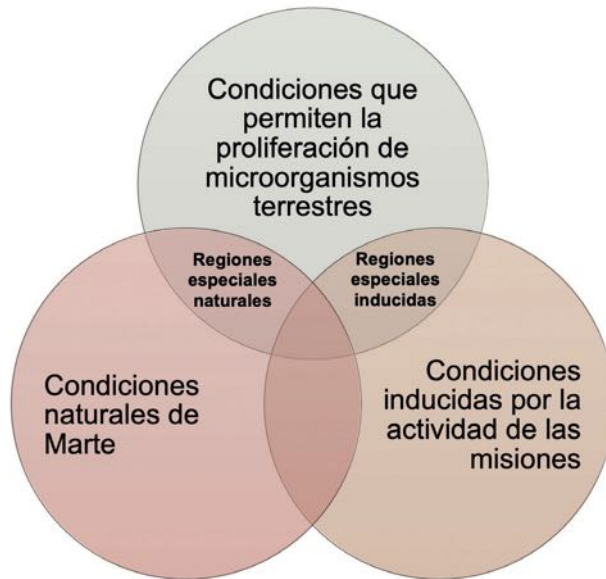 Condiciones que
permiten la
proliferación de
microorganismos
terrestres
Regiones
especiales
naturales
Regiones
especiales
inducidas
Condiciones
naturales de
Marte
Condiciones
inducidas por la
actividad de las
misiones